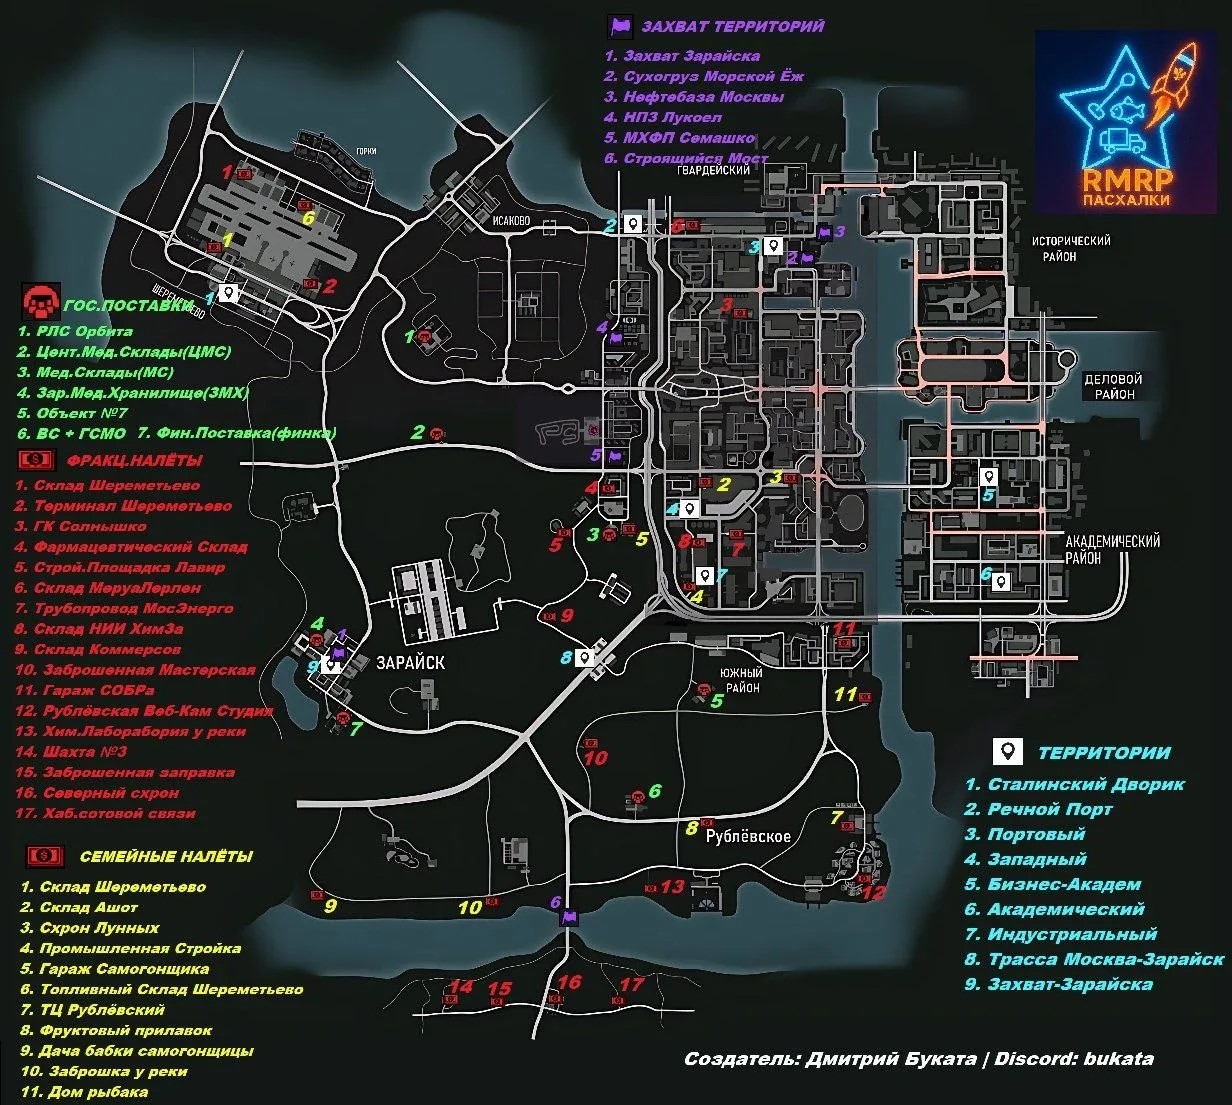 ЗАХВАТ ТЕРРИТОРИЙ
1. Захват Зарайска
2. Сухогруз Морской Ёж
3. Нефтебаза Москвы
4. НПЗ Лукоел
5. МХФП Семашко
6. Строящийся Мост
RMRP
ПАСХАЛКИ
ГОРКИ
ГВАРДЕЙСКИЙ
ИСАКОВО
ИСТОРИЧЕСКИЙ
РАЙОН
ШЕРЕМЕТЬЕВО
ДЕЛОВОЙ
РАЙОН
АКАДЕМИЧЕСКИЙ
РАЙОН
ЗАРАЙСК
ЮЖНЫЙ
РАЙОН
Рублёвское
ГОС.ПОСТАВКИ
1. РЛС Орбита
2. Цент.Мед.Склады(ЦМС)
3. Мед.Склады(МС)
4. Зар.Мед.Хранилище(ЗМХ)
5. Объект №7
6. ВС + ГСМО 7. Фин.Поставка(финка)
ФРАКЦ.НАЛЁТЫ
1. Склад Шереметьево
2. Терминал Шереметьево
3. ГК Солнышко
4. Фармацевтический Склад
5. Строй.Площадка Лавир
6. Склад МеруаЛерлен
7. Трубопровод МосЭнерго
8. Склад НИИ ХимЗа
9. Склад Коммерсов
10. Заброшенная Мастерская
11. Гараж СОБРа
12. Рублёвская Веб-Кам Студия
13. Хим.Лаборабория у реки
14. Шахта №3
15. Заброшенная заправка
16. Северный схрон
17. Хаб.сотовой связи
СЕМЕЙНЫЕ НАЛЁТЫ
1. Склад Шереметьево
2. Склад Ашот
3. Схрон Лунных
4. Промышленная Стройка
5. Гараж Самогонщика
6. Топливный Склад Шереметьево
7. ТЦ Рублёвский
8. Фруктовый прилавок
9. Дача бабки самогонщицы
10. Заброшка у реки
11. Дом рыбака
ТЕРРИТОРИИ
1. Сталинский Дворик
2. Речной Порт
3. Портовый
4. Западный
5. Бизнес-Академ
6. Академический
7. Индустриальный
8. Трасса Москва-Зарайск
9. Захват-Зарайска
Создатель: Дмитрий Буката | Discord: bukata